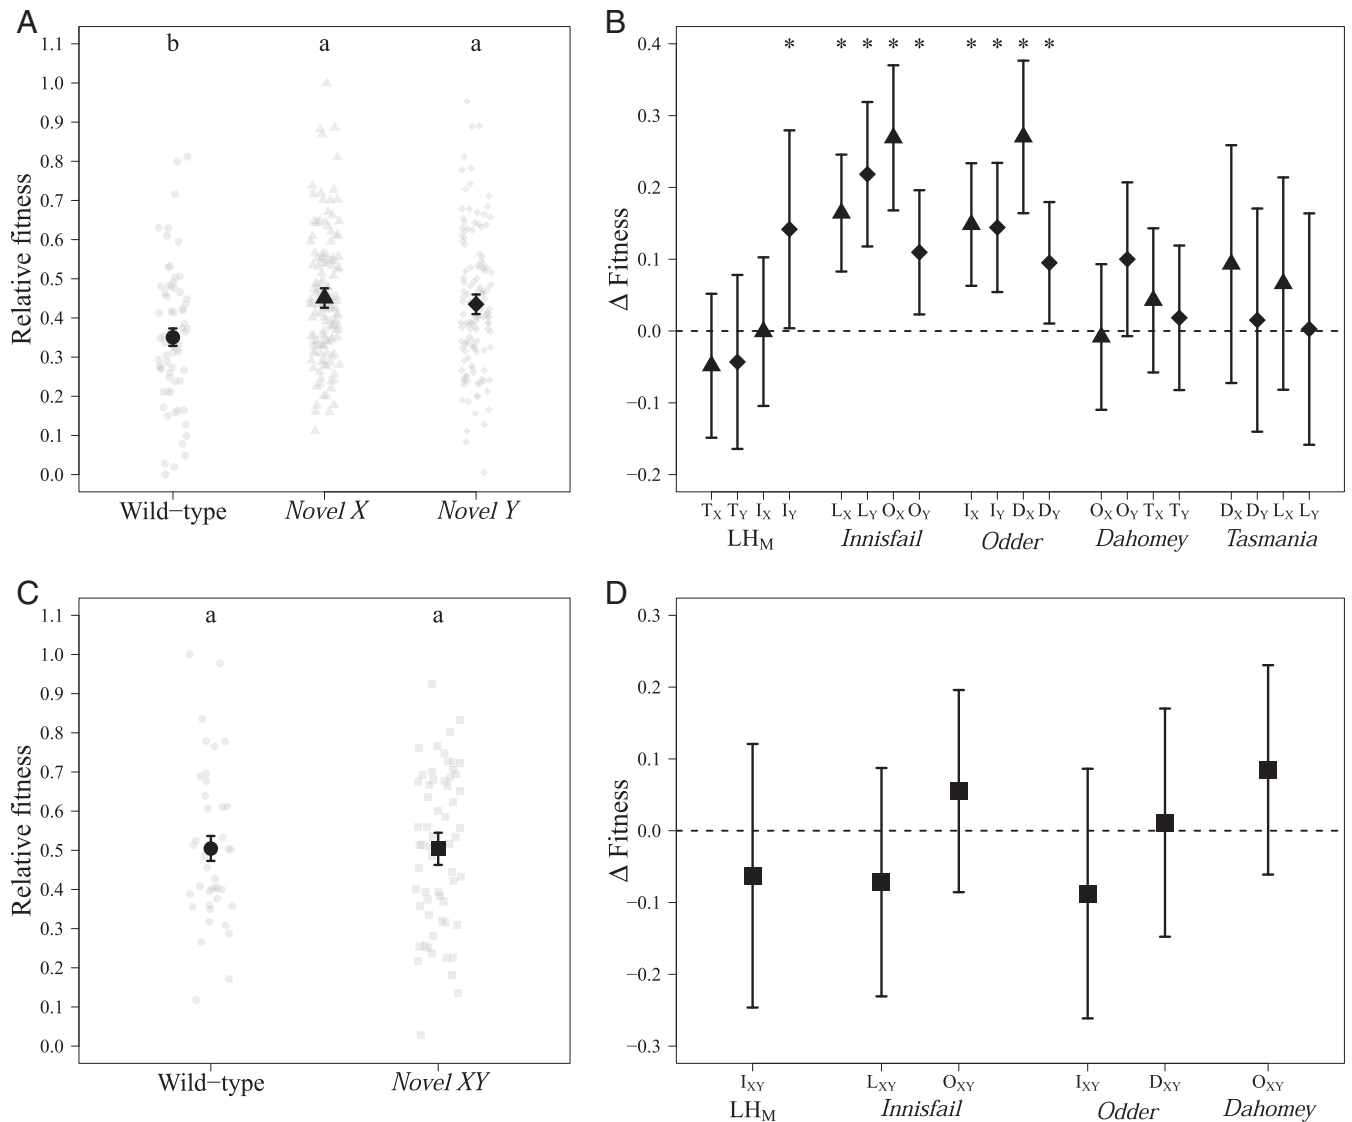 A
b a a
Relative fitness
1.1
1.0
0.9
0.8
0.7
0.6
0.5
0.4
0.3
0.2
0.1
0.0
Wild−type Novel X Novel Y
B
* * * * * * * * *
Δ Fitness
0.4
0.3
0.2
0.1
0.0
−0.1
−0.2
TX TY IX IY LX LY OX OY IX IY DX DY OX OY TX TY DX DY LX LY
LHM Innisfail Odder Dahomey Tasmania
C
a a
Relative fitness
1.1
1.0
0.9
0.8
0.7
0.6
0.5
0.4
0.3
0.2
0.1
0.0
Wild−type Novel XY
D
Δ Fitness
0.3
0.2
0.1
0.0
−0.1
−0.2
−0.3
IXY LXY OXY IXY DXY OXY
LHM Innisfail Odder Dahomey